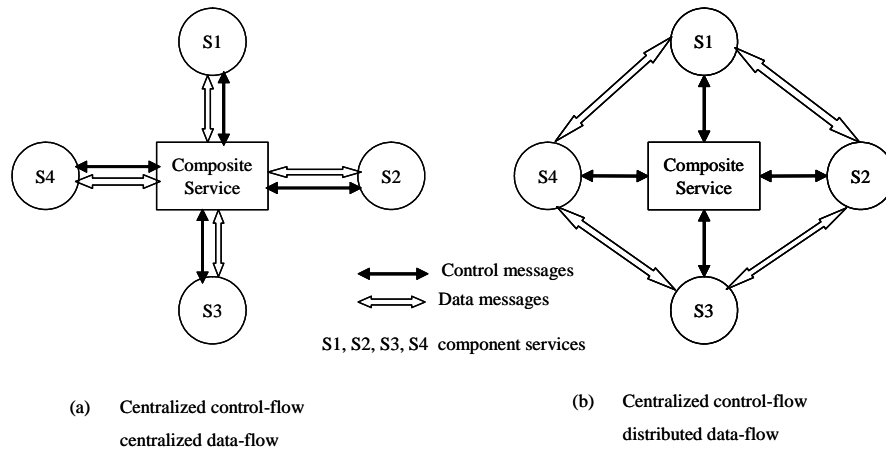 S1
S4
Composite
Service
S2
S3
S1
S4
Composite
Service
S2
S3
Control messages
Data messages
S1, S2, S3, S4 component services
(a) Centralized control-flow
centralized data-flow
(b) Centralized control-flow
distributed data-flow